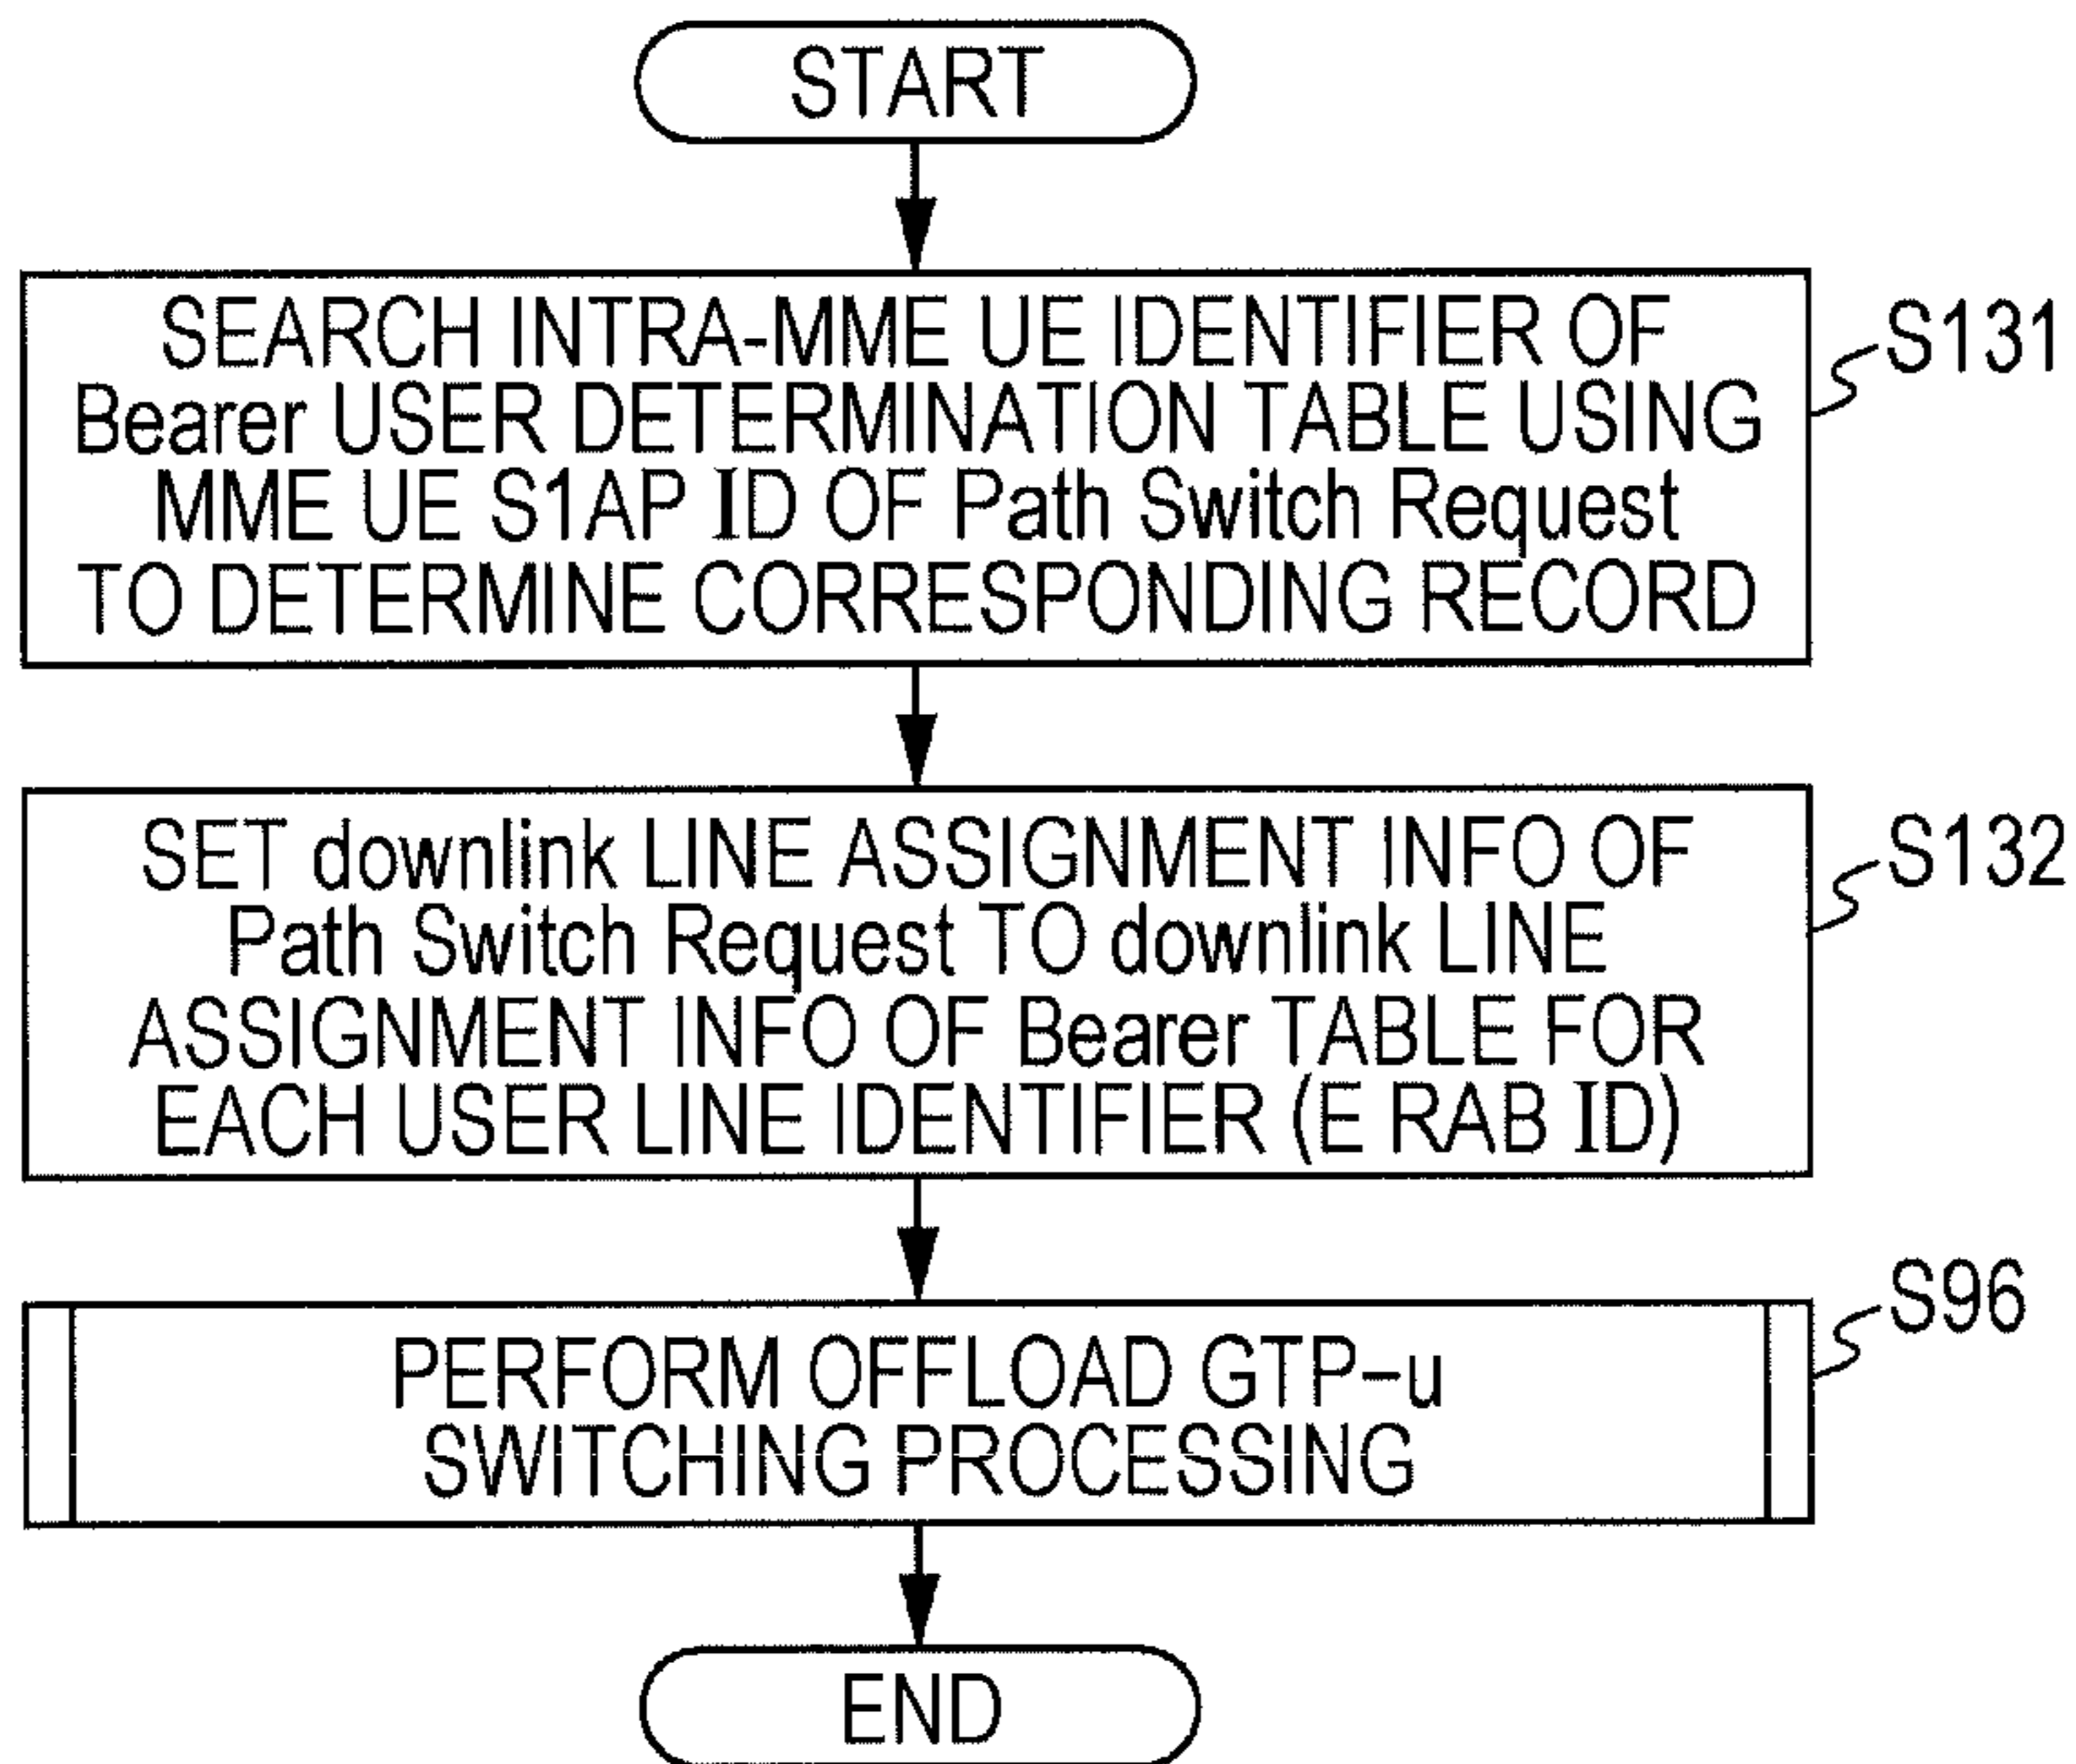 START
SEARCH INTRA-MME UE IDENTIFIER OF
Bearer USER DETERMINATION TABLE USING
MME UE S1AP ID OF Path Switch Request
TO DETERMINE CORRESPONDING RECORD
S131
SET downlink LINE ASSIGNMENT INFO OF
Path Switch Request TO downlink LINE
ASSIGNMENT INFO OF Bearer TABLE FOR
EACH USER LINE IDENTIFIER (E RAB ID)
S132
PERFORM OFFLOAD GTP-u
SWITCHING PROCESSING
S96
END